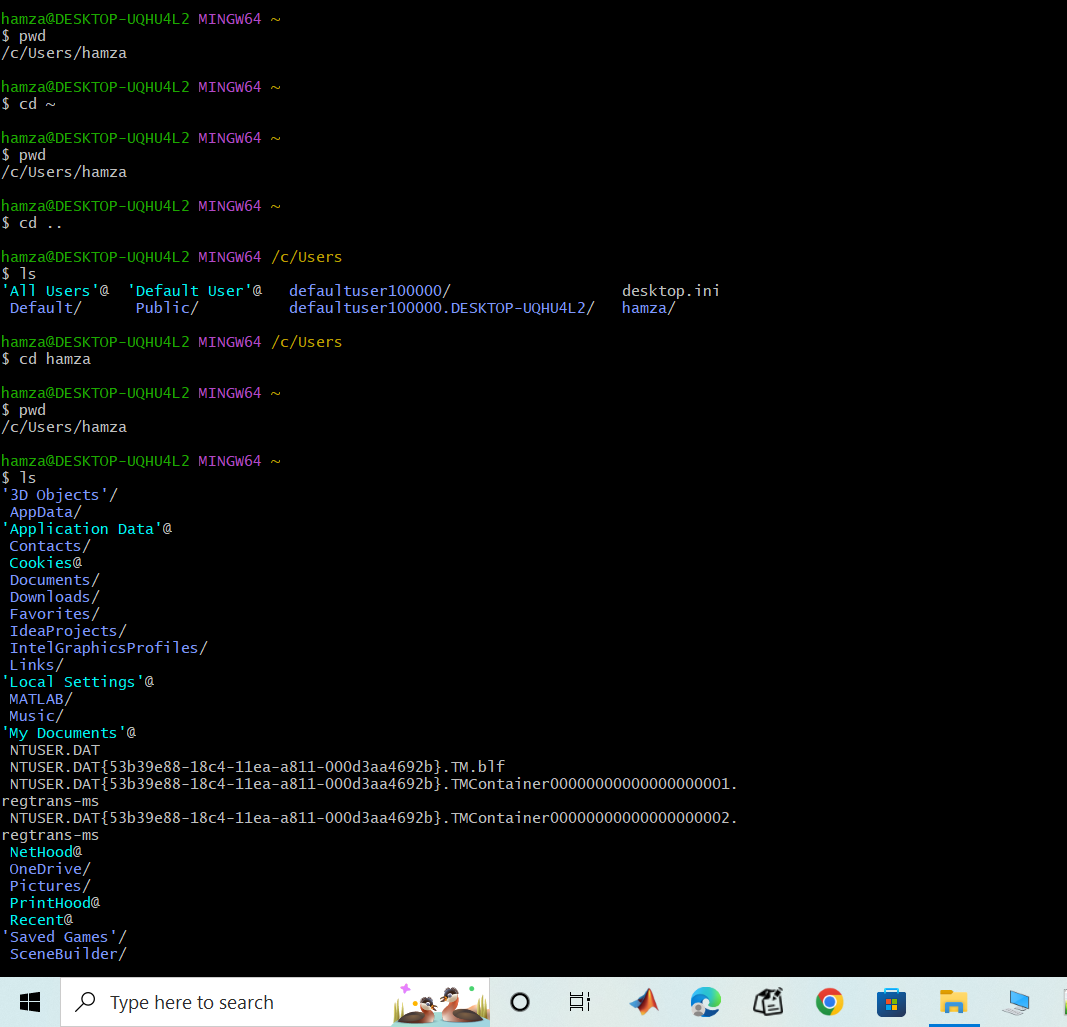 hamza@DESKTOP-UQHU4L2 MINGW64 ~
$ pwd
/c/Users/hamza
hamza@DESKTOP-UQHU4L2 MINGW64 ~
$ cd ~
hamza@DESKTOP-UQHU4L2 MINGW64 ~
$ pwd
/c/Users/hamza
hamza@DESKTOP-UQHU4L2 MINGW64 ~
$ cd ..
hamza@DESKTOP-UQHU4L2 MINGW64 /c/Users
$ ls
'All Users'@  'Default User'@   defaultuser100000/                   desktop.ini
 Default/      Public/          defaultuser100000.DESKTOP-UQHU4L2/   hamza/
hamza@DESKTOP-UQHU4L2 MINGW64 /c/Users
$ cd hamza
hamza@DESKTOP-UQHU4L2 MINGW64 ~
$ pwd
/c/Users/hamza
hamza@DESKTOP-UQHU4L2 MINGW64 ~
$ ls
'3D Objects'/
 AppData/
'Application Data'@
 Contacts/
 Cookies@
 Documents/
 Downloads/
 Favorites/
 IdeaProjects/
 IntelGraphicsProfiles/
 Links/
'Local Settings'@
 MATLAB/
 Music/
'My Documents'@
 NTUSER.DAT
 NTUSER.DAT{53b39e88-18c4-11ea-a811-000d3aa4692b}.TM.blf
 NTUSER.DAT{53b39e88-18c4-11ea-a811-000d3aa4692b}.TMContainer00000000000000000001.
regtrans-ms
 NTUSER.DAT{53b39e88-18c4-11ea-a811-000d3aa4692b}.TMContainer00000000000000000002.
regtrans-ms
 NetHood@
 OneDrive/
 Pictures/
 PrintHood@
 Recent@
'Saved Games'/
 SceneBuilder/
Type here to search